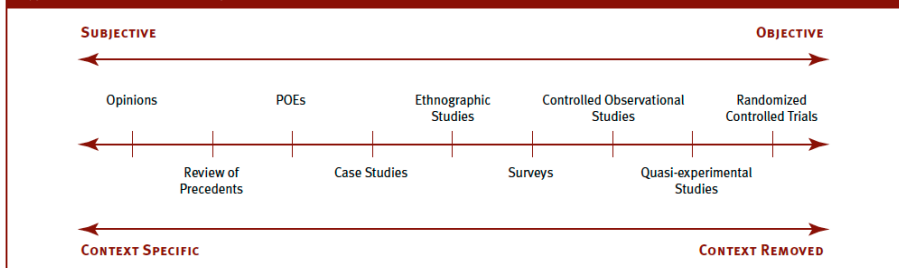 SUBJECTIVE OBJECTIVE
Opinions POEs Ethnographic Controlled Observational Randomized
Studies Studies Controlled Trials
Review of Case Studies Surveys Quasi-experimental
Precedents Studies
CONTEXT SPECIFIC CONTEXT REMOVED